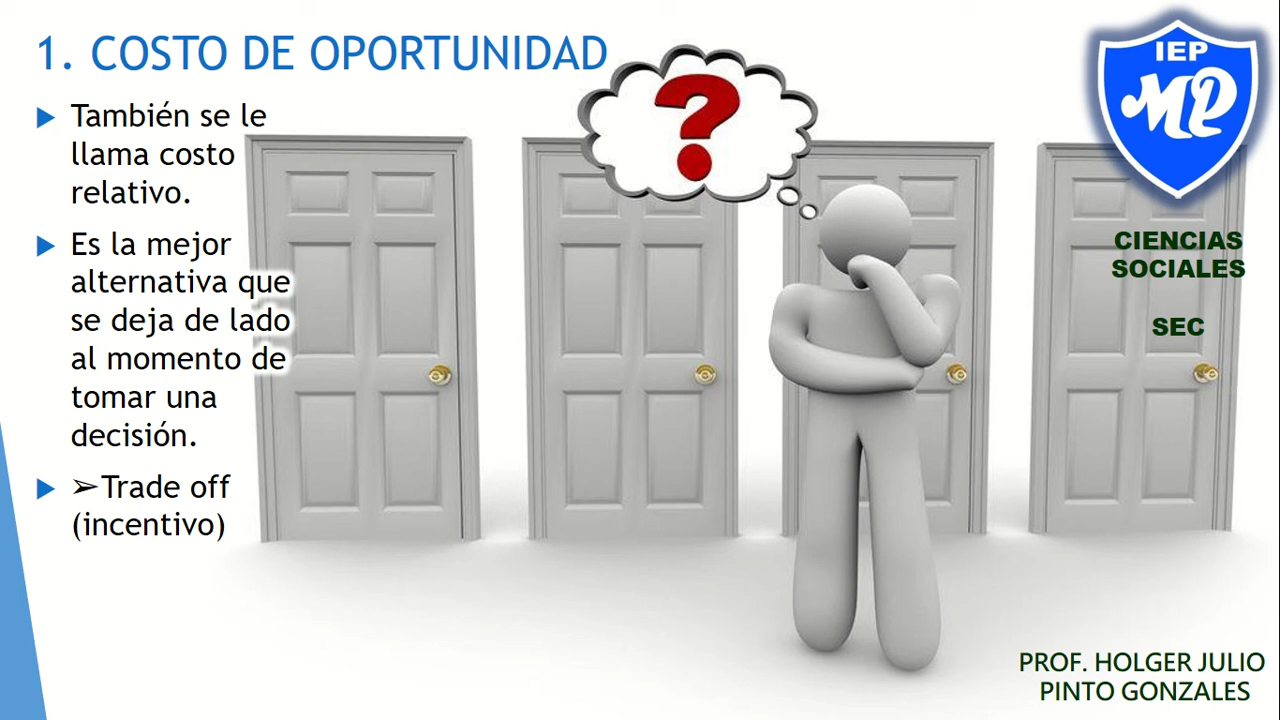 1. COSTO DE OPORTUNIDAD
▶ También se le
llama costo
relativo.
▶ Es la mejor
alternativa que
se deja de lado
al momento de
tomar una
decisión.
▶ ➢Trade off
(incentivo)
?
IEP
MP
CIENCIAS
SOCIALES
SEC
PROF. HOLGER JULIO
PINTO GONZALES